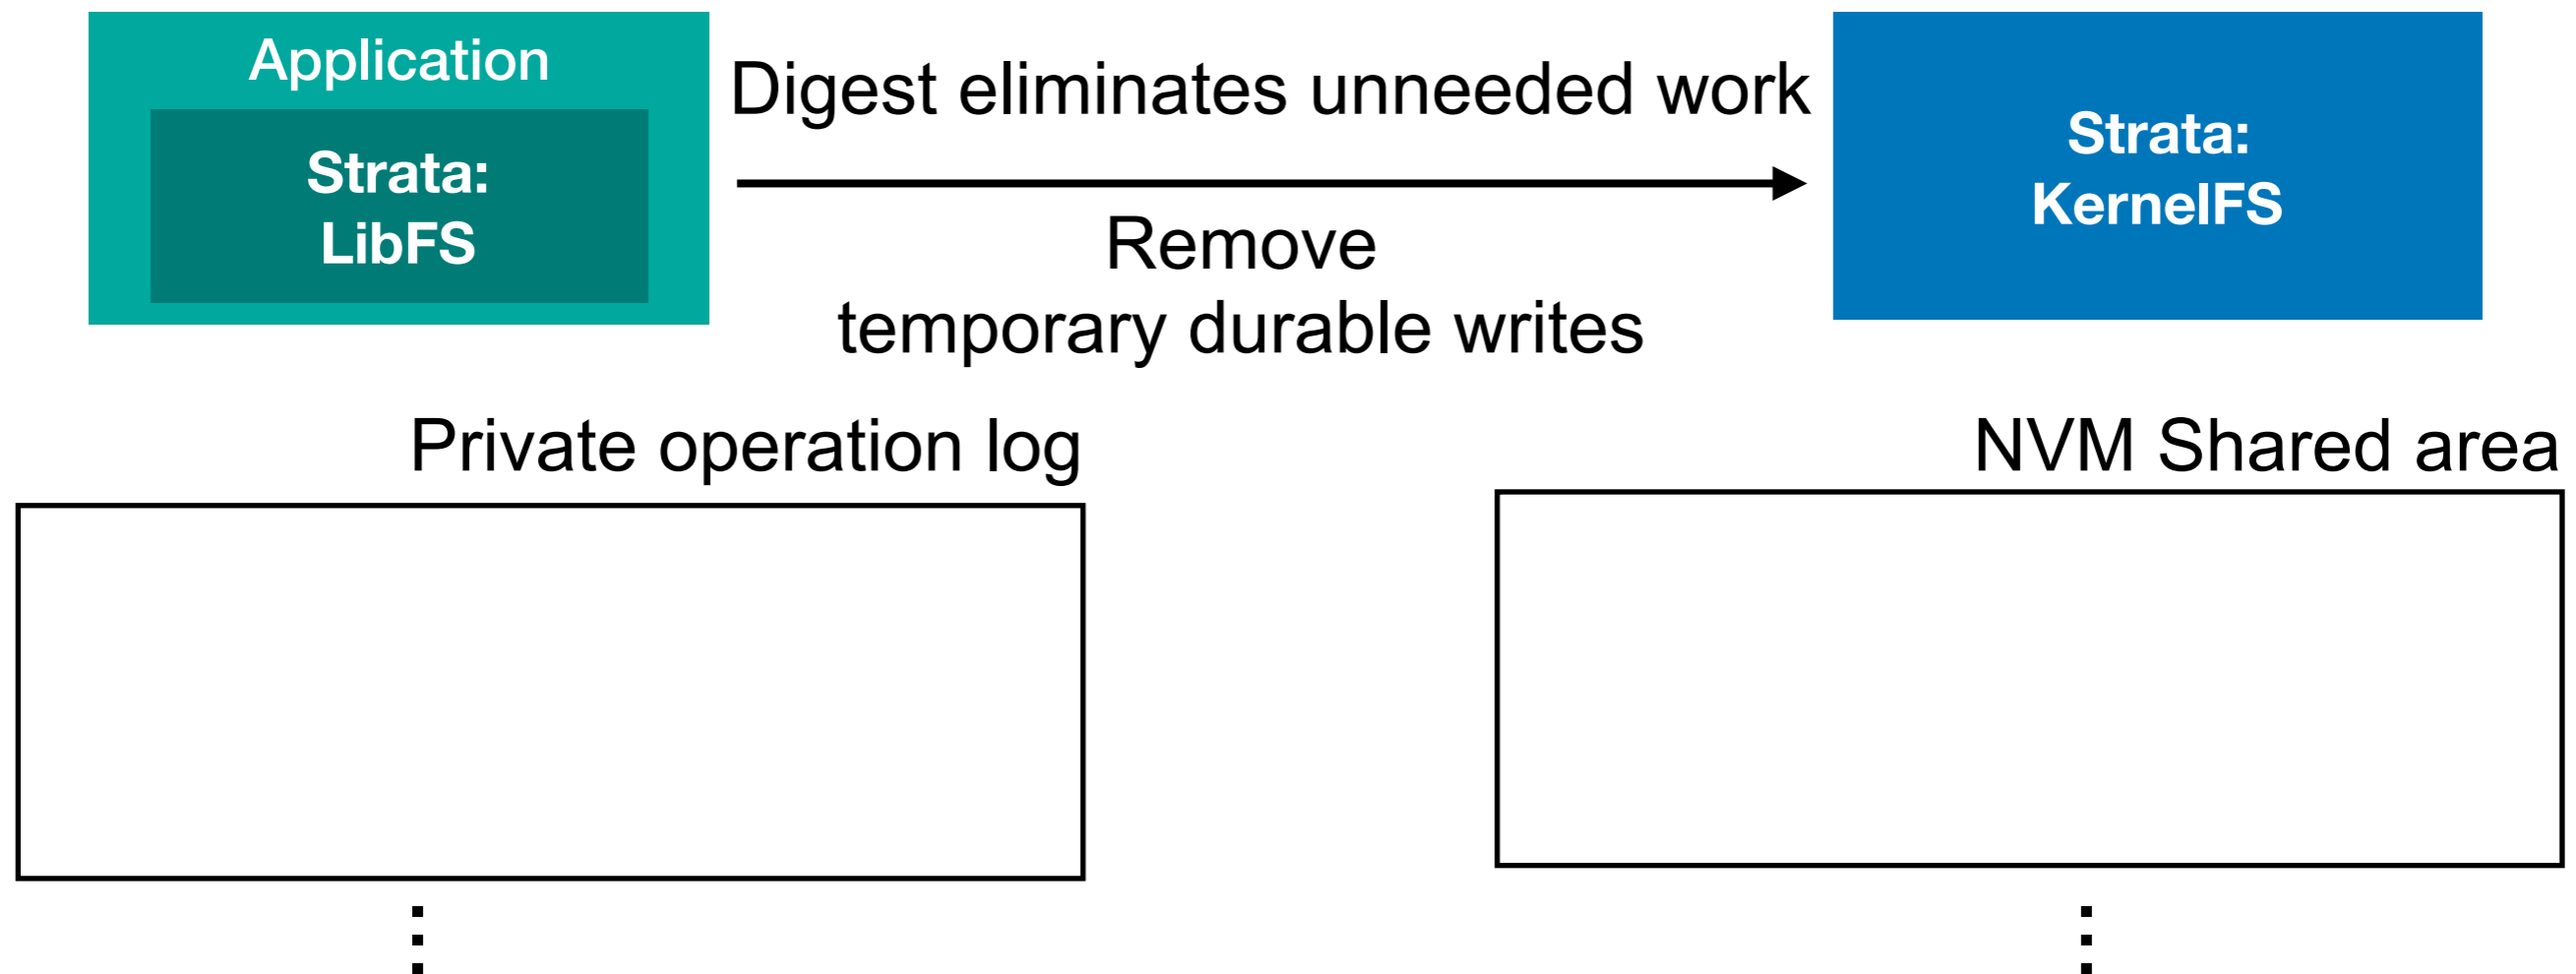 Application
Strata:
LibFS
Digest eliminates unneeded work
Remove
temporary durable writes
Strata:
KernelFS
Private operation log
NVM Shared area